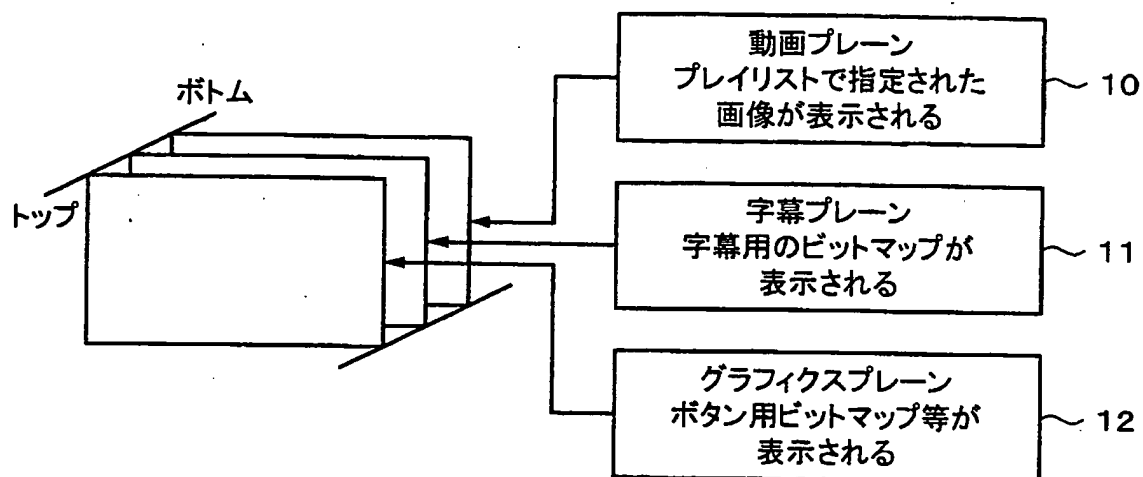 ボトム
トップ
動画プレーン
プレイリストで指定された
画像が表示される
10
字幕プレーン
字幕用のビットマップが
表示される
11
グラフィクスプレーン
ボタン用ビットマップ等が
表示される
12